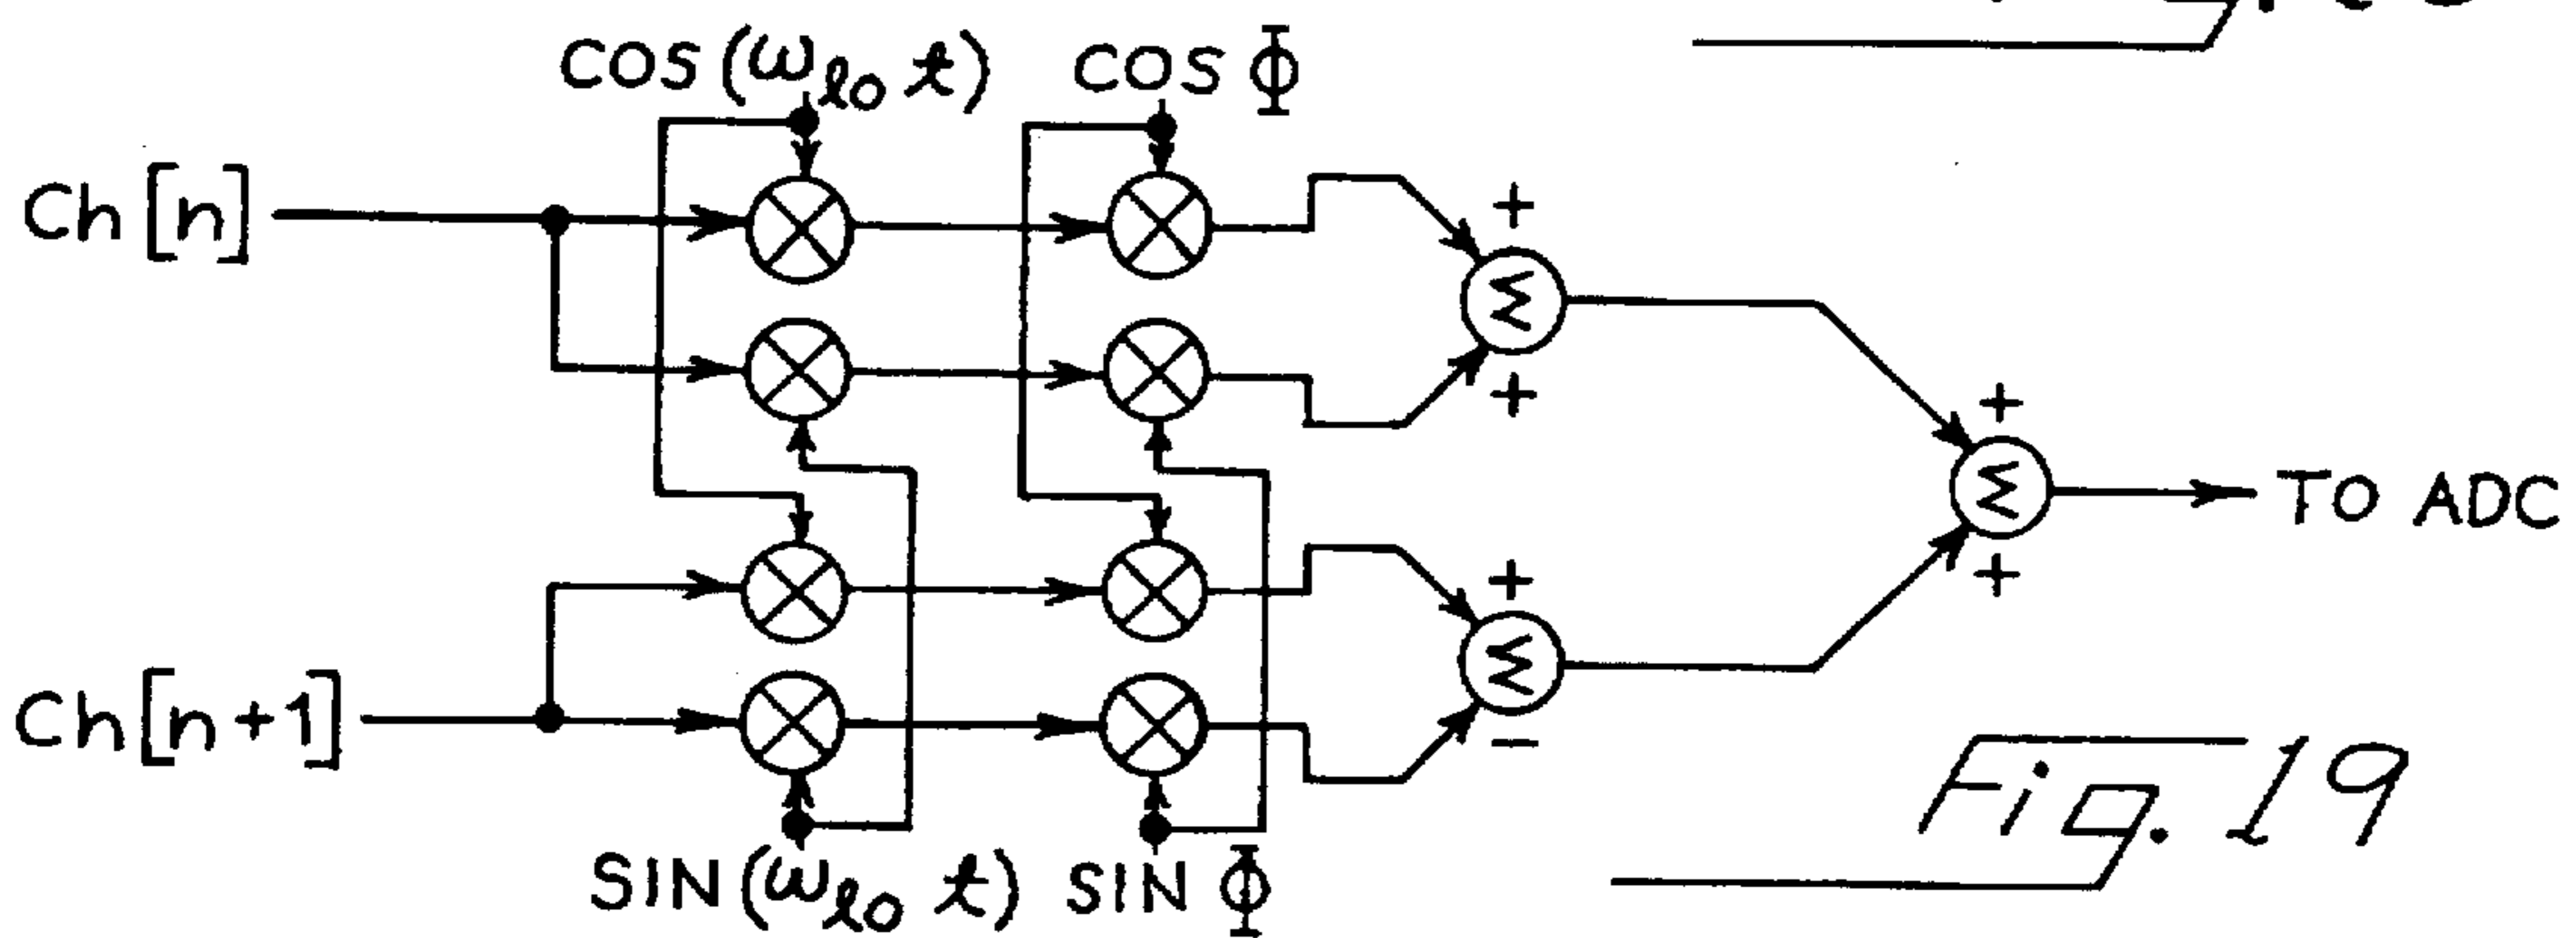 COS(ω_lo t) COS Φ
Ch[n]
+
Σ
+
+
Σ
+
TO ADC
+
Σ
−
Ch[n+1]
SIN(ω_lo t) SIN Φ
Fig. 19